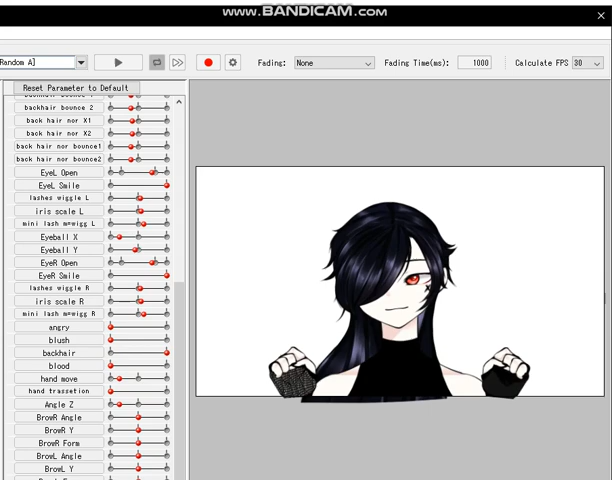 www.BANDICAM.com
Random A]
Fading:
None
Fading Time(ms):
1000
Calculate FPS
30
Reset Parameter to Default
backhair bounce 2
back hair nor X1
back hair nor X2
back hair nor bounce1
back hair nor bounce2
EyeL Open
EyeL Smile
lashes wiggle L
iris scale L
mini lash m=wigg L
Eyeball X
Eyeball Y
EyeR Open
EyeR Smile
lashes wiggle R
iris scale R
mini lash m=wigg R
angry
blush
backhair
blood
hand move
hand trassetion
Angle Z
BrowR Angle
BrowR Y
BrowR Form
BrowL Angle
BrowL Y